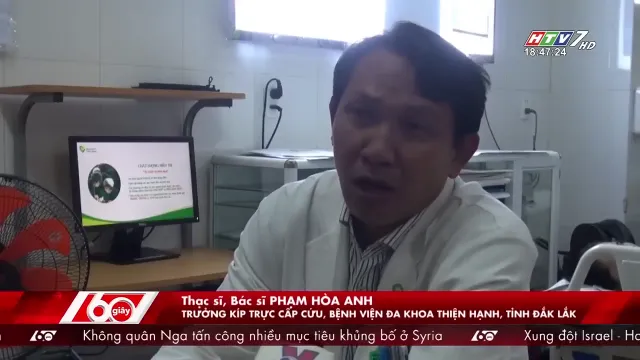 HTV7 HD
18:47:24
60 giây
Thạc sĩ, Bác sĩ PHẠM HÒA ANH
TRƯỞNG KÍP TRỰC CẤP CỨU, BỆNH VIỆN ĐA KHOA THIỆN HẠNH, TỈNH ĐẮK LẮK
60 Không quân Nga tấn công nhiều mục tiêu khủng bố ở Syria 60 Xung đột Israel - Ha